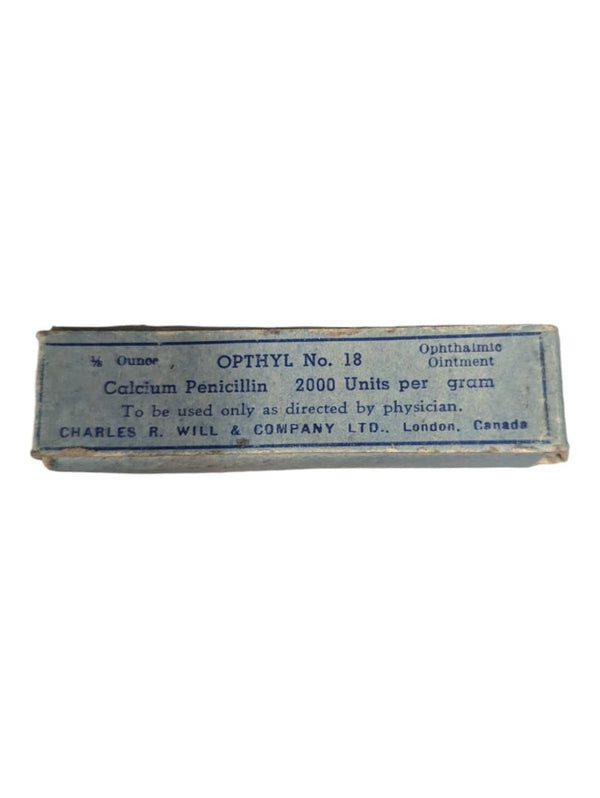 ⅛ Ounce OPTHYL No. 18 Ophthalmic Ointment
Calcium Penicillin 2000 Units per gram
To be used only as directed by physician.
CHARLES R. WILL & COMPANY LTD., London, Canada